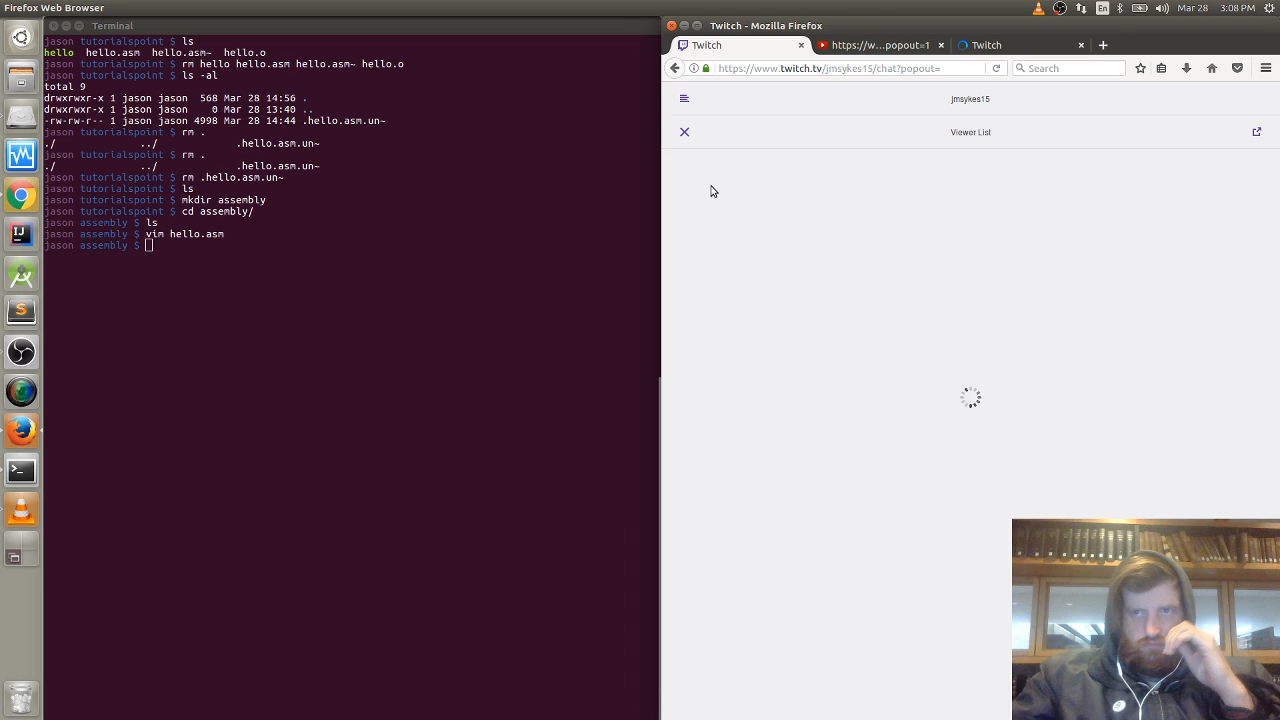 Firefox Web Browser
En
Mar 28
3:08 PM
Terminal
jason tutorialspoint $ ls
hello  hello.asm  hello.asm~  hello.o
jason tutorialspoint $ rm hello hello.asm hello.asm~ hello.o
jason tutorialspoint $ ls -al
total 9
drwxrwxr-x 1 jason jason  568 Mar 28 14:56 .
drwxrwxr-x 1 jason jason    0 Mar 28 13:40 ..
-rw-rw-r-- 1 jason jason 4998 Mar 28 14:44 .hello.asm.un~
jason tutorialspoint $ rm .
./             ../            .hello.asm.un~
jason tutorialspoint $ rm .
./             ../            .hello.asm.un~
jason tutorialspoint $ rm .hello.asm.un~
jason tutorialspoint $ ls
jason tutorialspoint $ mkdir assembly
jason tutorialspoint $ cd assembly/
jason assembly $ ls
jason assembly $ vim hello.asm
jason assembly $
Twitch - Mozilla Firefox
Twitch
https://w...popout=1
Twitch
https://www.twitch.tv/jmsykes15/chat?popout=
Search
jmsykes15
Viewer List